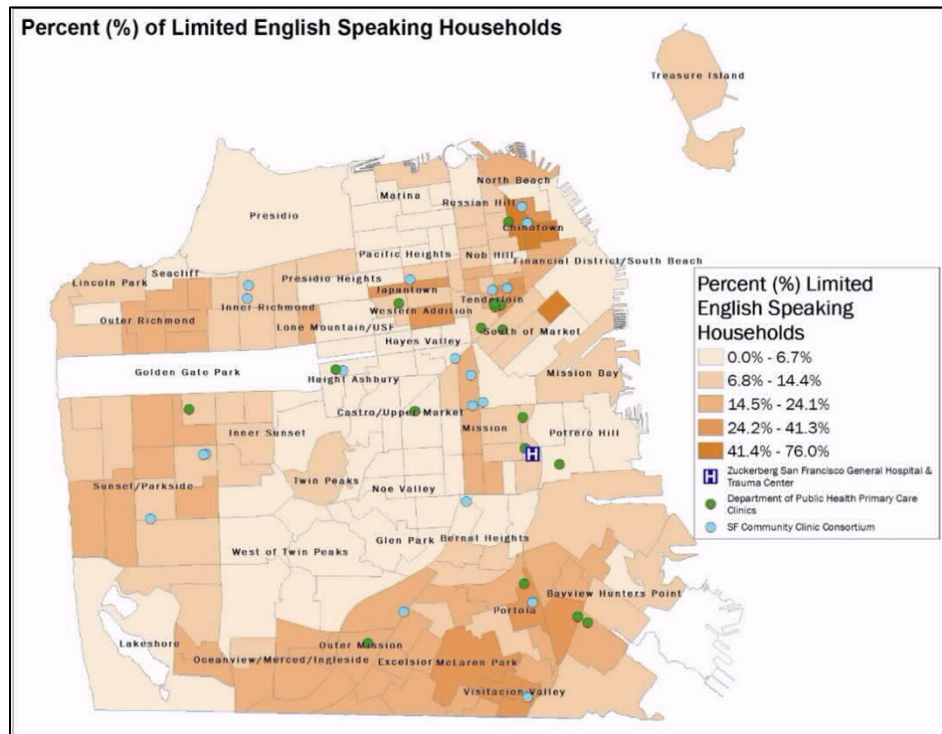 Percent (%) of Limited English Speaking Households
Treasure Island
North Beach
Marina
Russian Hill
Presidio
Chinatown
Pacific Heights
Nob Hill
Financial District/South Beach
Seacliff
Lincoln Park
Presidio Heights
Japantown
Tenderloin
Inner Richmond
Western Addition
Outer Richmond
Lone Mountain/USF
South of Market
Hayes Valley
Golden Gate Park
Mission Bay
Haight Ashbury
Castro/Upper Market
Inner Sunset
Mission
Potrero Hill
Twin Peaks
Sunset/Parkside
Noe Valley
Glen Park
Bernal Heights
West of Twin Peaks
Bayview Hunters Point
Portola
Lakeshore
Outer Mission
Oceanview/Merced/Ingleside
Excelsior
McLaren Park
Visitacion Valley
Percent (%) Limited
English Speaking
Households
0.0% - 6.7%
6.8% - 14.4%
14.5% - 24.1%
24.2% - 41.3%
41.4% - 76.0%
H
Zuckerberg San Francisco General Hospital &
Trauma Center
Department of Public Health Primary Care
Clinics
SF Community Clinic Consortium
H